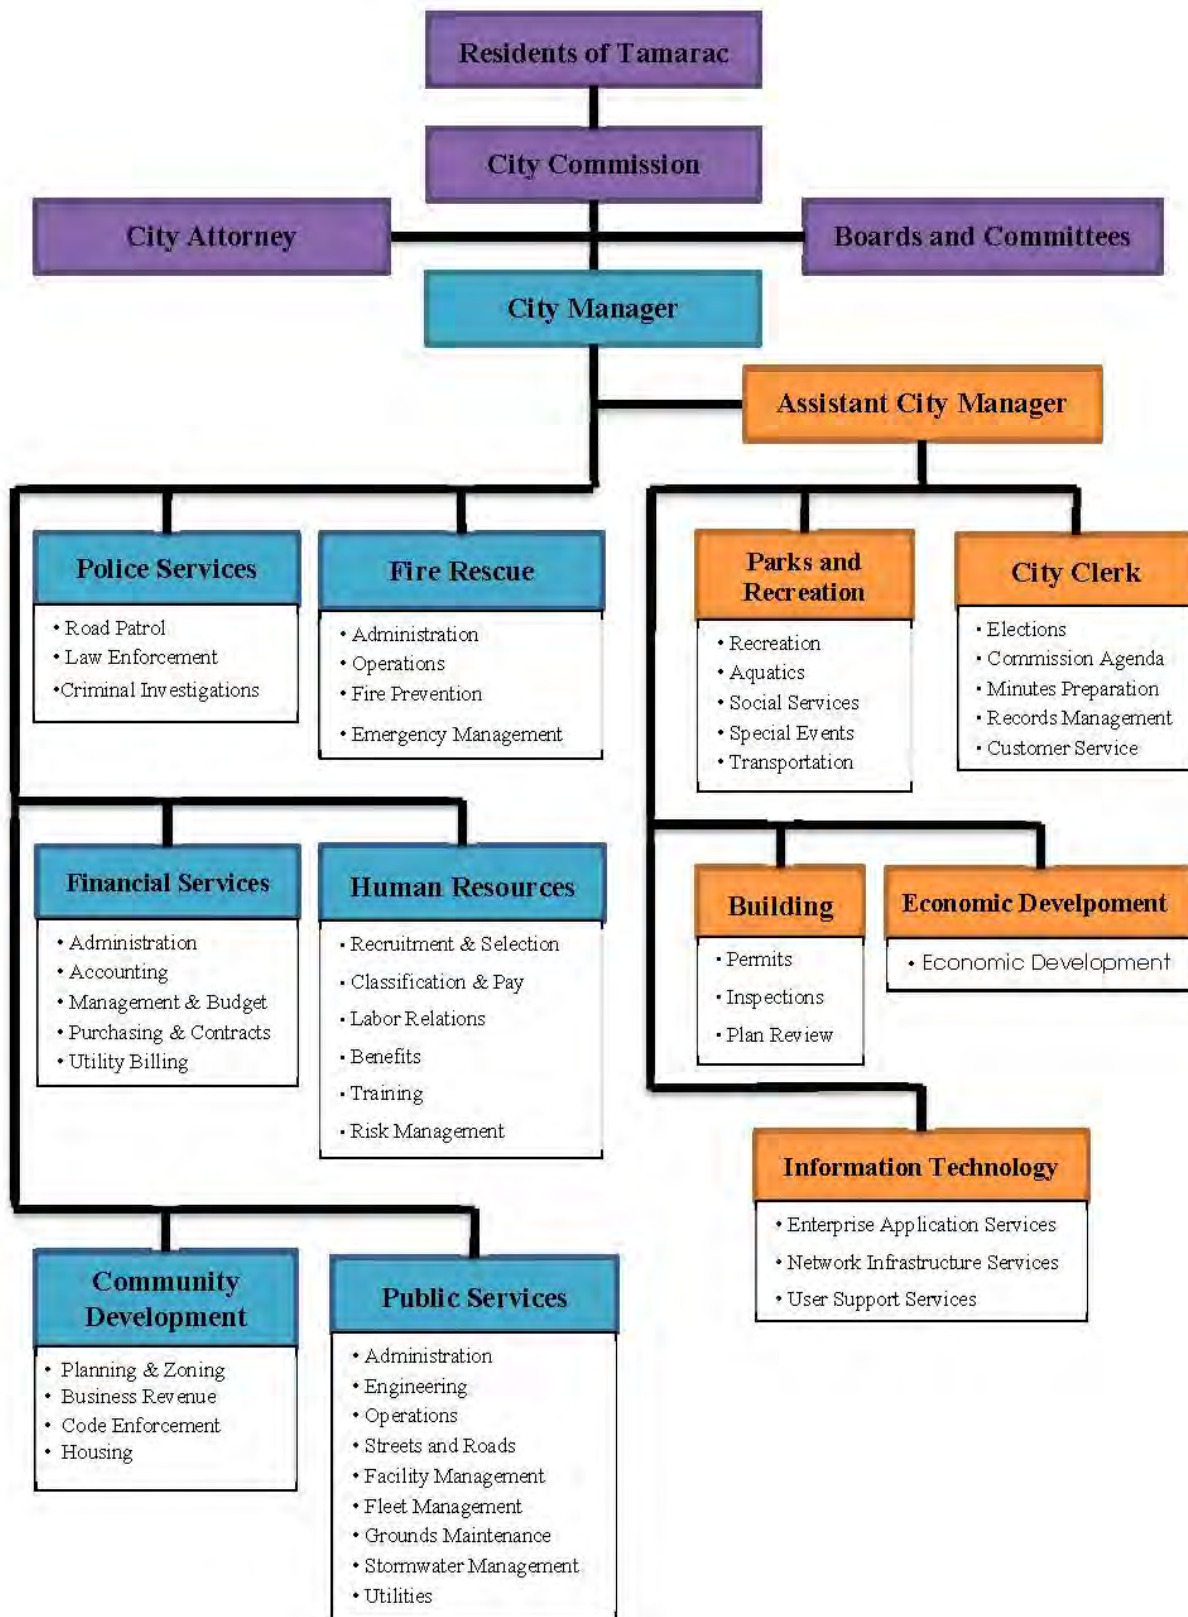 Residents of Tamarac
City Commission
City Attorney
Boards and Committees
City Manager
Assistant City Manager
Police Services
• Road Patrol
• Law Enforcement
•Criminal Investigations
Fire Rescue
• Administration
• Operations
• Fire Prevention
• Emergency Management
Parks and
Recreation
• Recreation
• Aquatics
• Social Services
• Special Events
• Transportation
City Clerk
• Elections
• Commission Agenda
• Minutes Preparation
• Records Management
• Customer Service
Financial Services
• Administration
• Accounting
• Management & Budget
• Purchasing & Contracts
• Utility Billing
Human Resources
• Recruitment & Selection
• Classification & Pay
• Labor Relations
• Benefits
• Training
• Risk Management
Building
• Permits
• Inspections
• Plan Review
Economic Develpoment
• Economic Development
Information Technology
• Enterprise Application Services
• Network Infrastructure Services
• User Support Services
Community
Development
• Planning & Zoning
• Business Revenue
• Code Enforcement
• Housing
Public Services
• Administration
• Engineering
• Operations
• Streets and Roads
• Facility Management
• Fleet Management
• Grounds Maintenance
• Stormwater Management
• Utilities